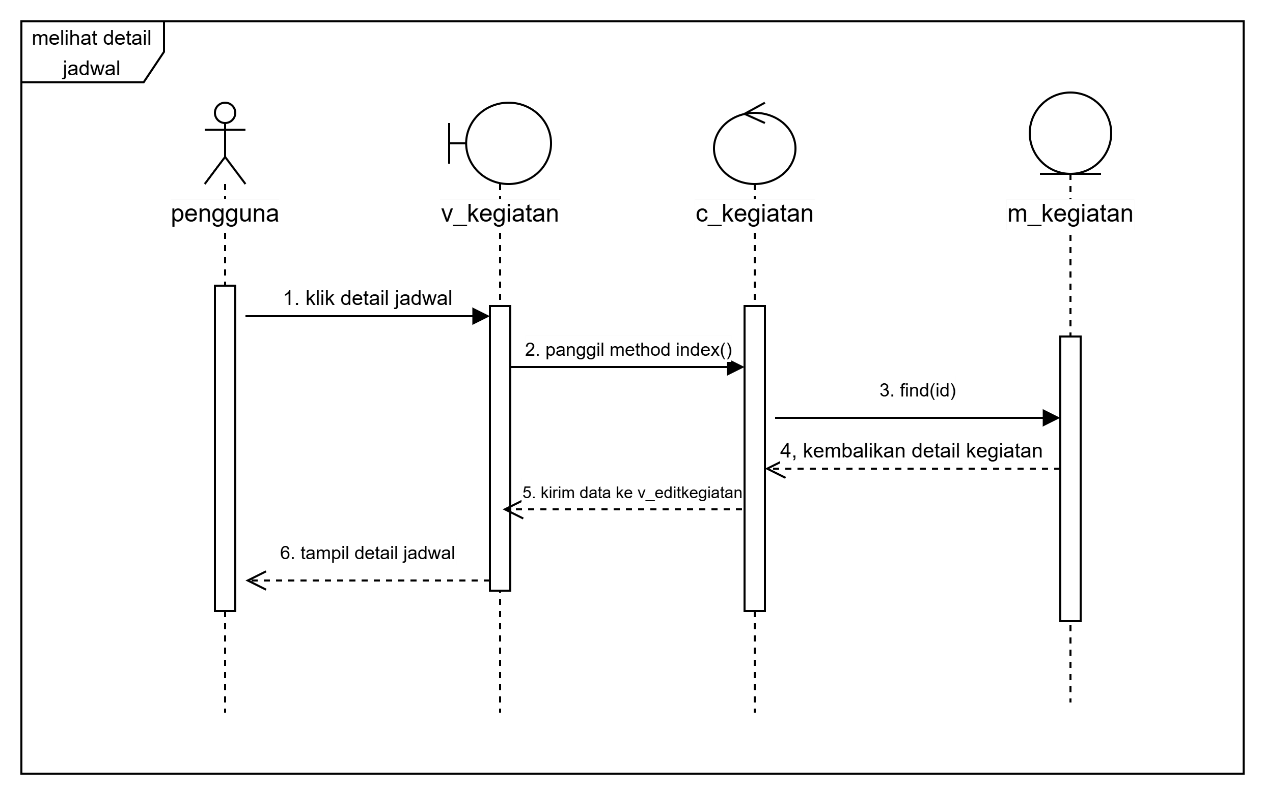 melihat detail
jadwal
pengguna
v_kegiatan
c_kegiatan
m_kegiatan
1. klik detail jadwal
2. panggil method index()
3. find(id)
4, kembalikan detail kegiatan
5. kirim data ke v_editkegiatan
6. tampil detail jadwal